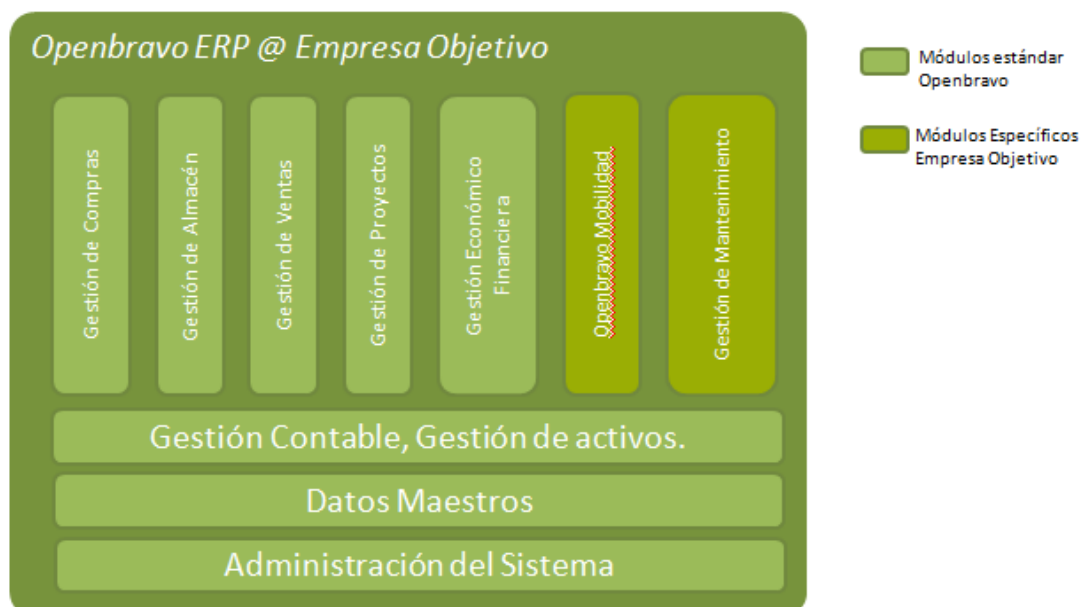 Openbravo ERP @ Empresa Objetivo
Gestión de Compras
Gestión de Almacén
Gestión de Ventas
Gestión de Proyectos
Gestión Económico
Financiera
Openbravo Mobilidad
Gestión de Mantenimiento
Gestión Contable, Gestión de activos.
Datos Maestros
Administración del Sistema
Módulos estándar
Openbravo
Módulos Específicos
Empresa Objetivo